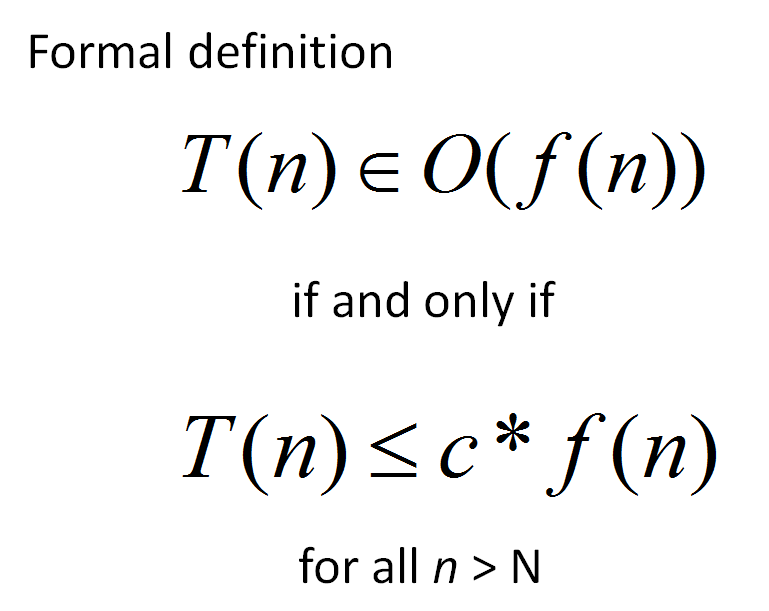 Formal definition
T(n) ∈ O(f(n))
if and only if
T(n) ≤ c * f(n)
for all n > N